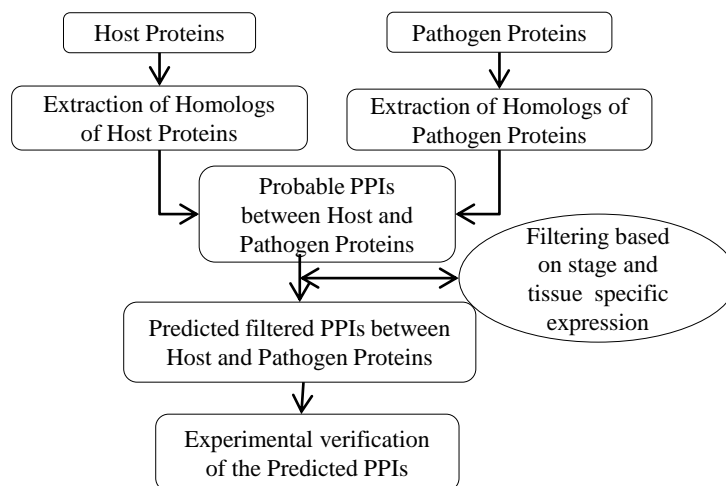 Host Proteins
Pathogen Proteins
Extraction of Homologs
of Host Proteins
Extraction of Homologs of
Pathogen Proteins
Probable PPIs
between Host and
Pathogen Proteins
Filtering based
on stage and
tissue specific
expression
Predicted filtered PPIs between
Host and Pathogen Proteins
Experimental verification
of the Predicted PPIs